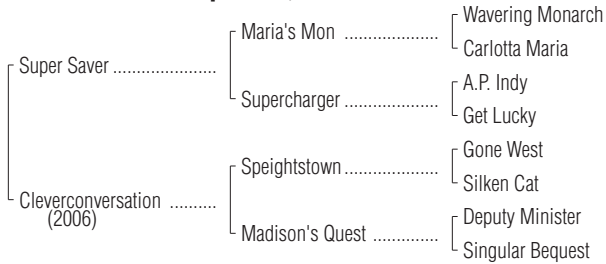 Wavering Monarch
Maria's Mon ....................
Carlotta Maria
Super Saver ......................
A.P. Indy
Supercharger ....................
Get Lucky
Gone West
Speightstown....................
Silken Cat
Cleverconversation ..........
(2006)
Deputy Minister
Madison's Quest ..............
Singular Bequest